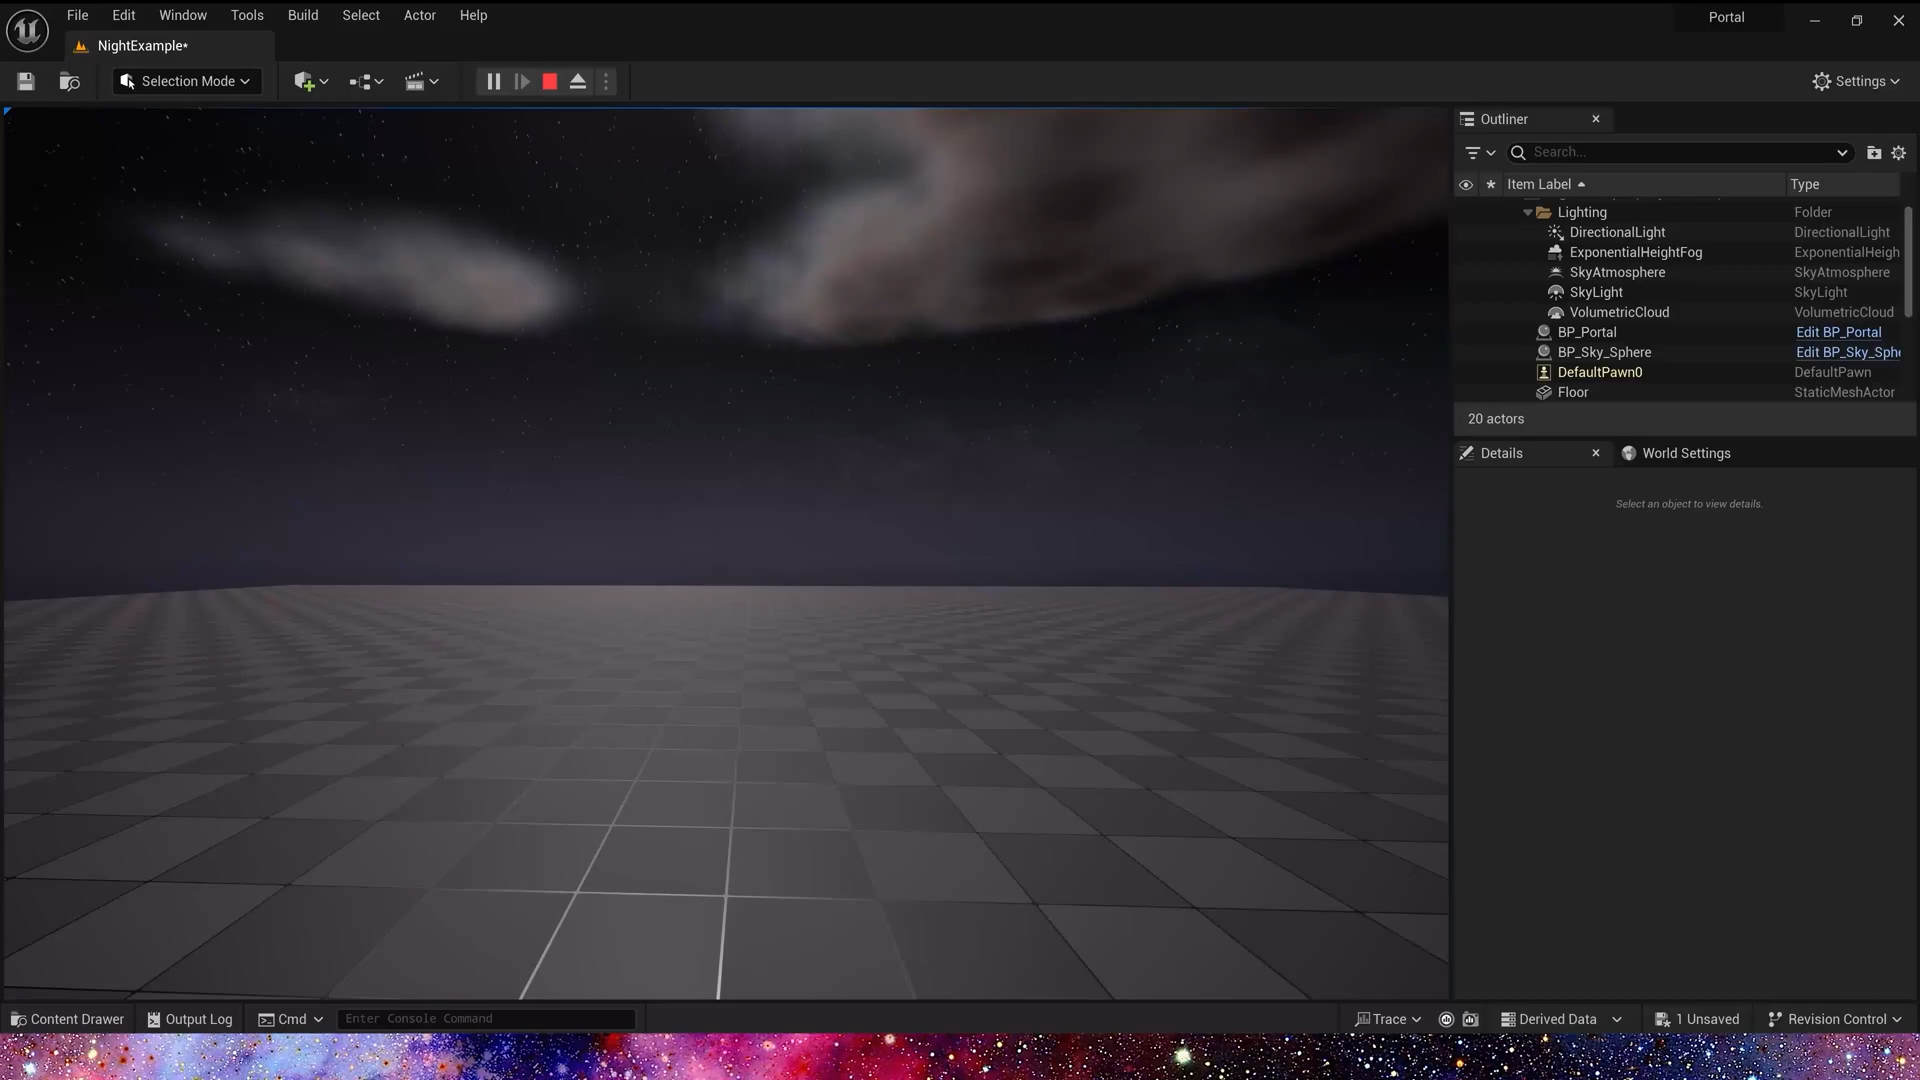 File Edit Window Tools Build Select Actor Help
Portal
NightExample*
Selection Mode
Settings
Outliner
Search...
Item Label Type
Lighting Folder
DirectionalLight DirectionalLight
ExponentialHeightFog ExponentialHeigh
SkyAtmosphere SkyAtmosphere
SkyLight SkyLight
VolumetricCloud VolumetricCloud
BP_Portal Edit BP_Portal
BP_Sky_Sphere Edit BP_Sky_Sph
DefaultPawn0 DefaultPawn
Floor StaticMeshActor
20 actors
Details World Settings
Select an object to view details.
Content Drawer Output Log Cmd Enter Console Command Trace Derived Data 1 Unsaved Revision Control